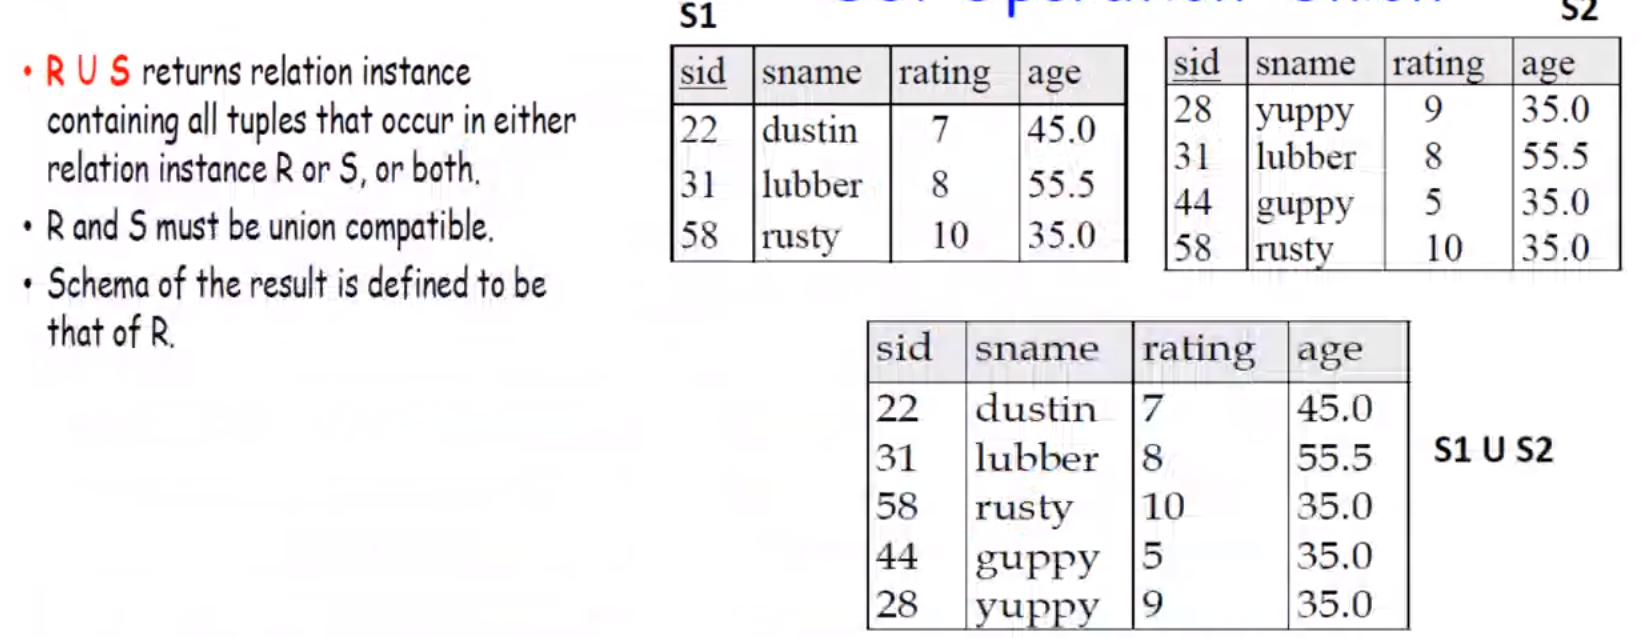 S1
S2
• R U S returns relation instance
containing all tuples that occur in either
relation instance R or S, or both.
• R and S must be union compatible.
• Schema of the result is defined to be
that of R.
sid sname rating age
22 dustin 7 45.0
31 lubber 8 55.5
58 rusty 10 35.0
sid sname rating age
28 yuppy 9 35.0
31 lubber 8 55.5
44 guppy 5 35.0
58 rusty 10 35.0
sid sname rating age
22 dustin 7 45.0
31 lubber 8 55.5
58 rusty 10 35.0
44 guppy 5 35.0
28 yuppy 9 35.0
S1 U S2